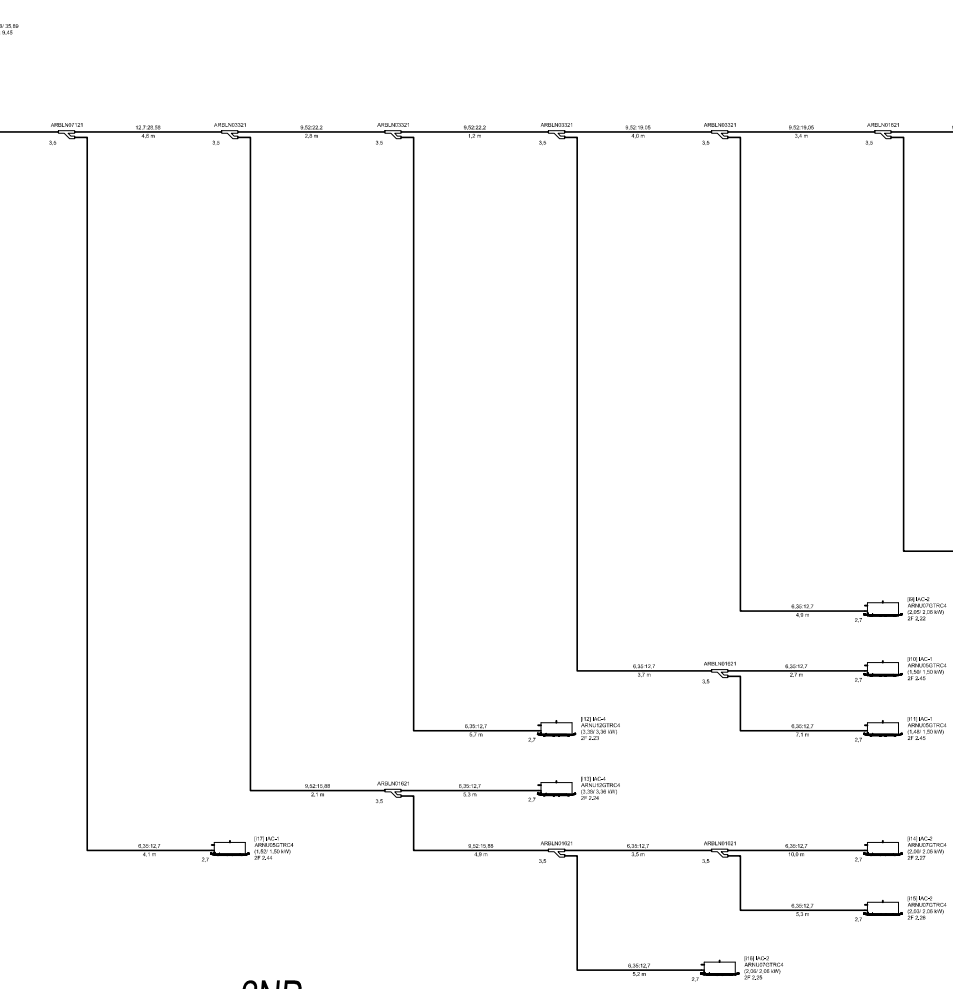 / 35,89
9,45
ARBLN07121
12,7:28,58
ARBLN03321
9,52:22,2
ARBLN03321
9,52:22,2
ARBLN03321
9,52:19,05
ARBLN03321
9,52:19,05
ARBLN01621
4,6 m
2,8 m
1,2 m
4,0 m
3,4 m
3,5
3,5
3,5
3,5
3,5
3,5
6,35:12,7
4,9 m
2,7
[I9] IAC-2
ARNU07GTRC4
(2,05/ 2,06 kW)
2F 2,22
6,35:12,7
3,7 m
ARBLN01621
3,5
6,35:12,7
2,7 m
2,7
[I10] IAC-1
ARNU05GTRC4
(1,50/ 1,50 kW)
2F 2,45
6,35:12,7
5,7 m
2,7
[I12] IAC-4
ARNU12GTRC4
(3,39/ 3,36 kW)
2F 2,23
6,35:12,7
7,1 m
2,7
[I11] IAC-1
ARNU05GTRC4
(1,48/ 1,50 kW)
2F 2,45
9,52:15,88
2,1 m
ARBLN01621
3,5
6,35:12,7
5,3 m
2,7
[I13] IAC-4
ARNU12GTRC4
(3,39/ 3,36 kW)
2F 2,24
6,35:12,7
4,1 m
2,7
[I17] IAC-1
ARNU05GTRC4
(1,52/ 1,50 kW)
2F 2,44
9,52:15,88
4,9 m
ARBLN01621
3,5
6,35:12,7
3,5 m
ARBLN01621
3,5
6,35:12,7
10,0 m
2,7
[I14] IAC-2
ARNU07GTRC4
(2,00/ 2,06 kW)
2F 2,27
6,35:12,7
5,3 m
2,7
[I15] IAC-2
ARNU07GTRC4
(2,03/ 2,06 kW)
2F 2,26
6,35:12,7
5,2 m
2,7
[I16] IAC-2
ARNU07GTRC4
(2,06/ 2,06 kW)
2F 2,25